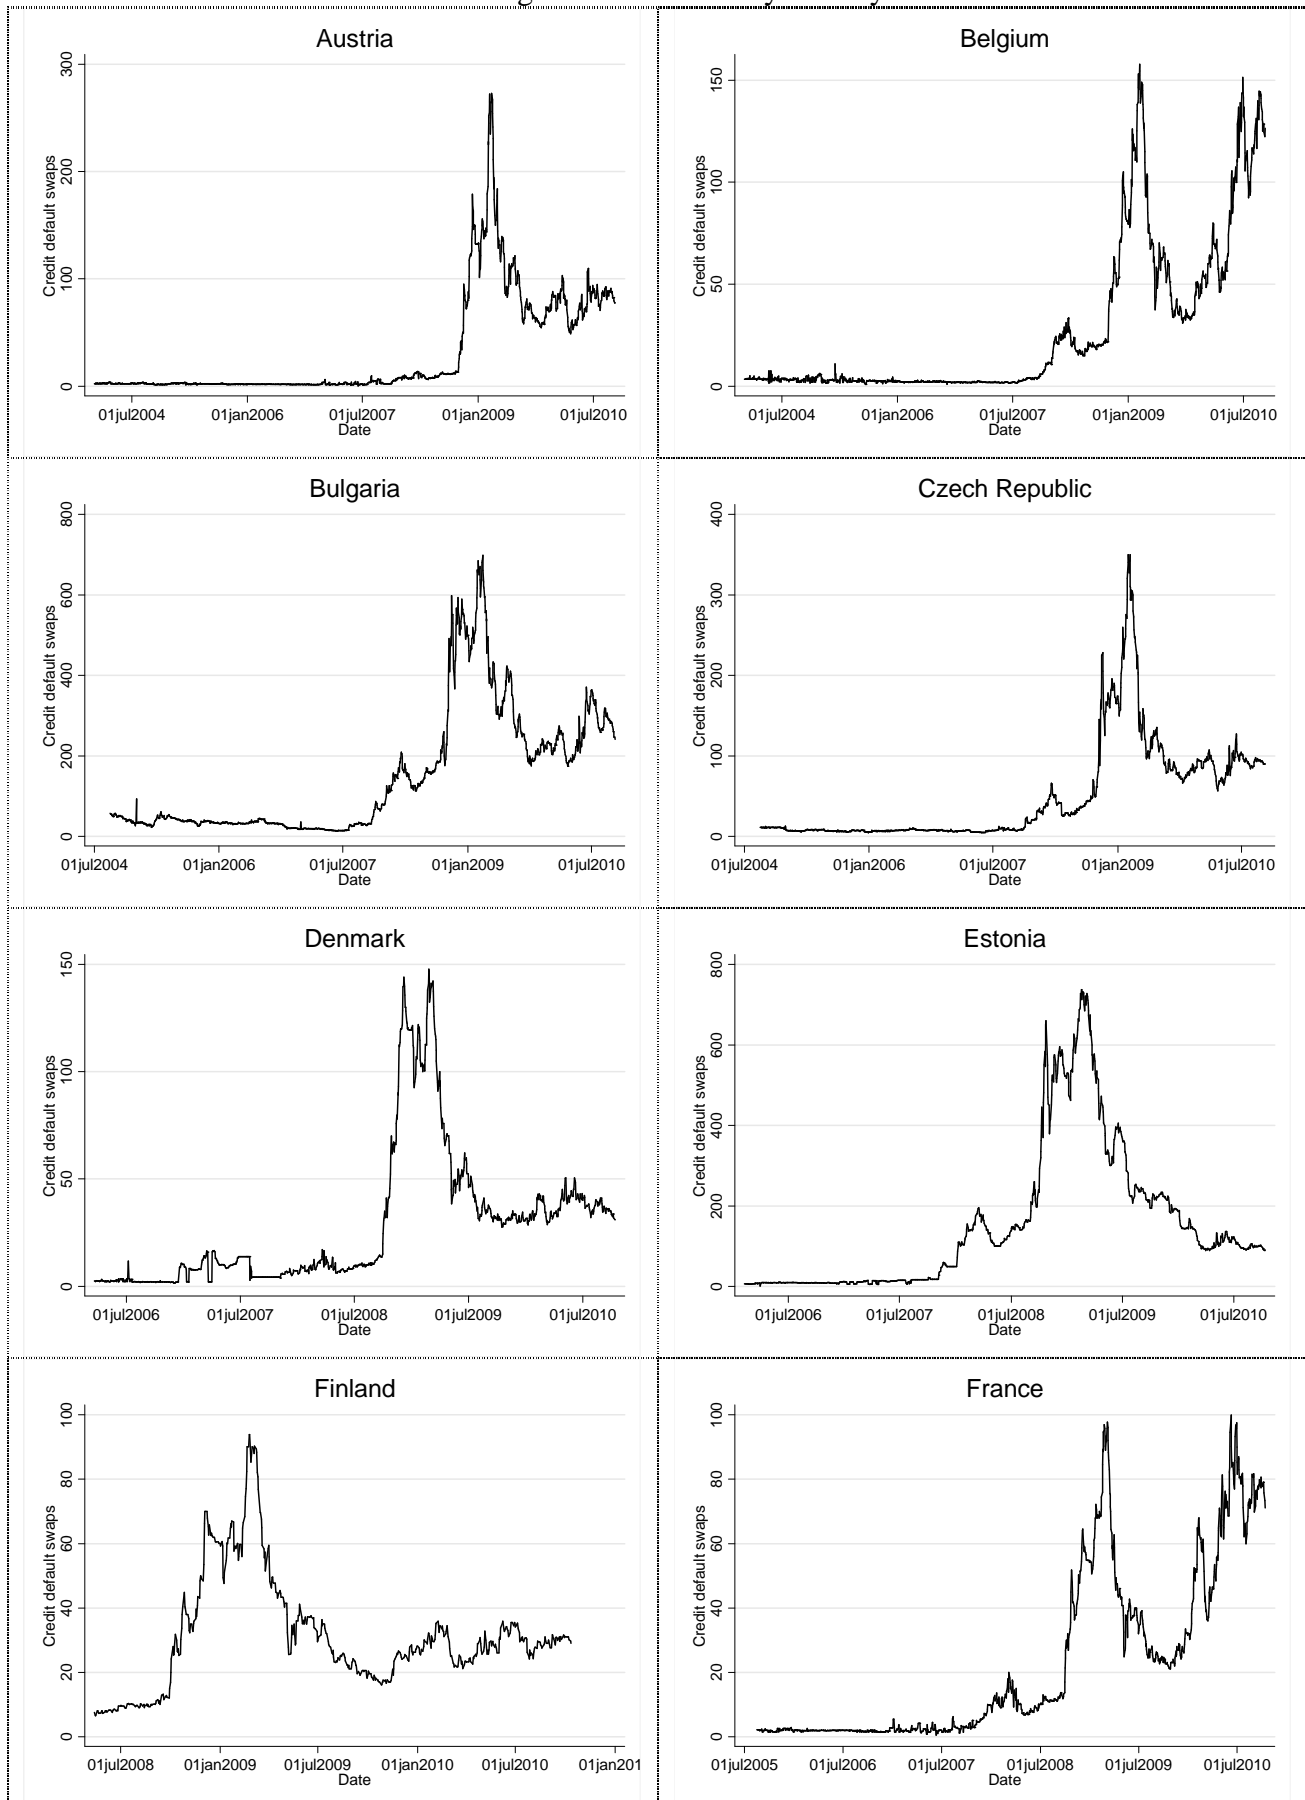 Austria
Credit default swaps
0 100 200 300
01jul2004 01jan2006 01jul2007 01jan2009 01jul2010
Date
Belgium
Credit default swaps
0 50 100 150
01jul2004 01jan2006 01jul2007 01jan2009 01jul2010
Date
Bulgaria
Credit default swaps
0 200 400 600 800
01jul2004 01jan2006 01jul2007 01jan2009 01jul2010
Date
Czech Republic
Credit default swaps
0 100 200 300 400
01jul2004 01jan2006 01jul2007 01jan2009 01jul2010
Date
Denmark
Credit default swaps
0 50 100 150
01jul2006 01jul2007 01jul2008 01jul2009 01jul2010
Date
Estonia
Credit default swaps
0 200 400 600 800
01jul2006 01jul2007 01jul2008 01jul2009 01jul2010
Date
Finland
Credit default swaps
0 20 40 60 80 100
01jul2008 01jan2009 01jul2009 01jan2010 01jul2010 01jan201
Date
France
Credit default swaps
0 20 40 60 80 100
01jul2005 01jul2006 01jul2007 01jul2008 01jul2009 01jul2010
Date